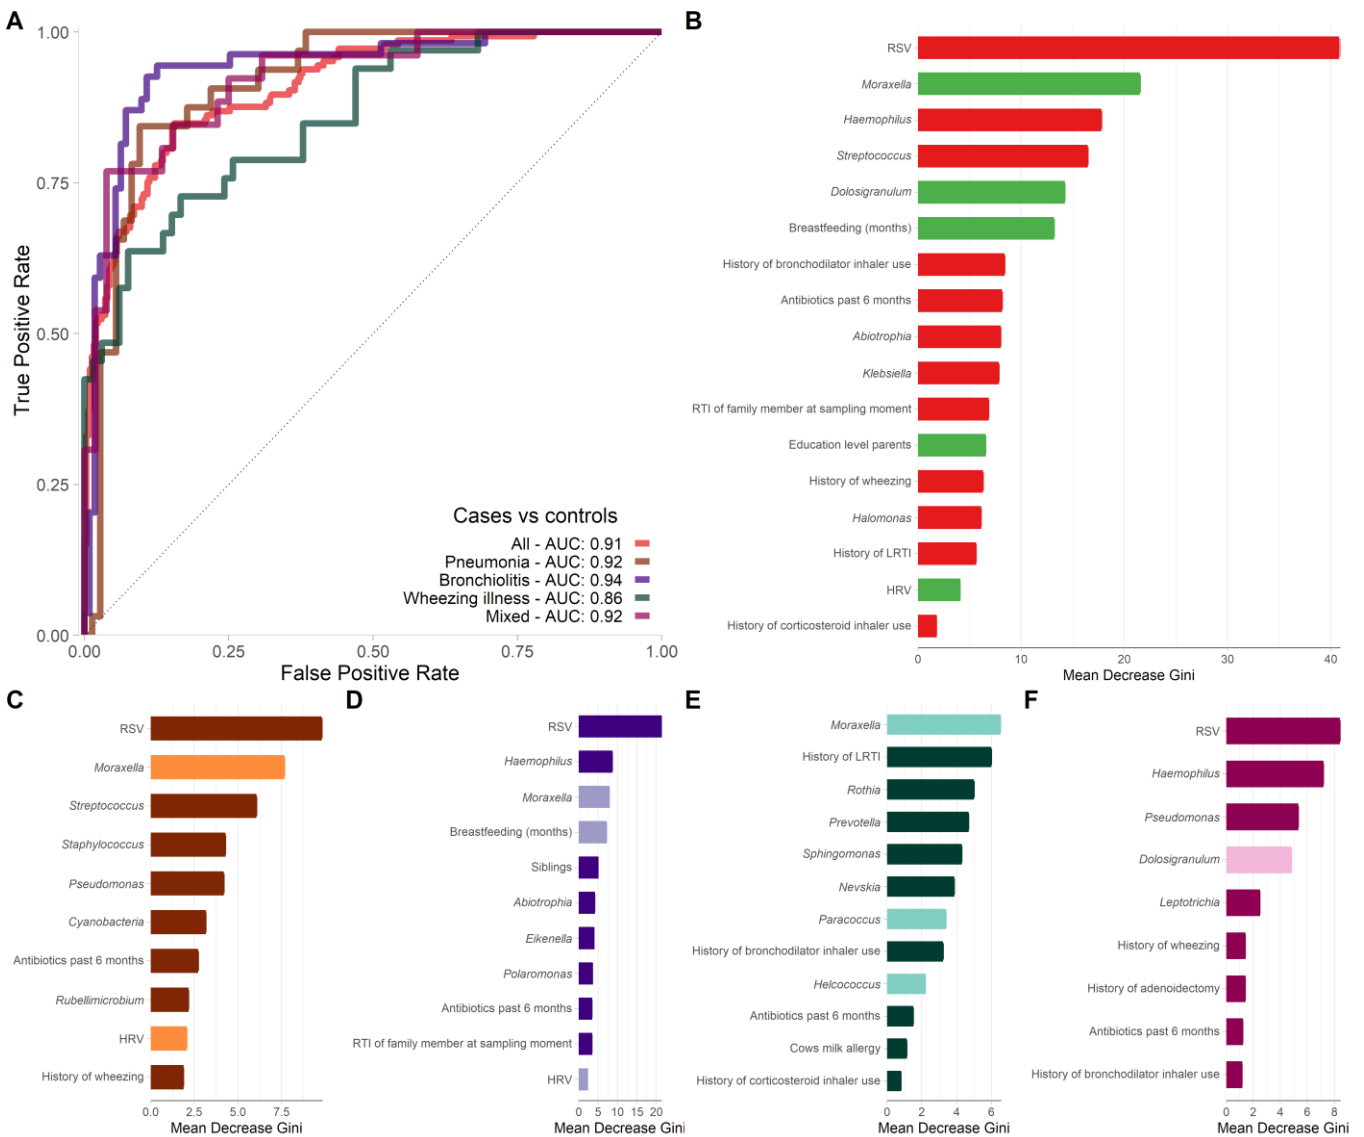 A
1.00
0.75
0.50
0.25
0.00
True Positive Rate
0.00
0.25
0.50
0.75
1.00
False Positive Rate
Cases vs controls
All - AUC: 0.91
Pneumonia - AUC: 0.92
Bronchiolitis - AUC: 0.94
Wheezing illness - AUC: 0.86
Mixed - AUC: 0.92
B
RSV
Moraxella
Haemophilus
Streptococcus
Dolosigranulum
Breastfeeding (months)
History of bronchodilator inhaler use
Antibiotics past 6 months
Abiotrophia
Klebsiella
RTI of family member at sampling moment
Education level parents
History of wheezing
Halomonas
History of LRTI
HRV
History of corticosteroid inhaler use
0
10
20
30
40
Mean Decrease Gini
C
RSV
Moraxella
Streptococcus
Staphylococcus
Pseudomonas
Cyanobacteria
Antibiotics past 6 months
Rubellimicrobium
HRV
History of wheezing
0.0
2.5
5.0
7.5
Mean Decrease Gini
D
RSV
Haemophilus
Moraxella
Breastfeeding (months)
Siblings
Abiotrophia
Eikenella
Polaromonas
Antibiotics past 6 months
RTI of family member at sampling moment
HRV
0
5
10
15
20
Mean Decrease Gini
E
Moraxella
History of LRTI
Rothia
Prevotella
Sphingomonas
Nevskia
Paracoccus
History of bronchodilator inhaler use
Helcococcus
Antibiotics past 6 months
Cows milk allergy
History of corticosteroid inhaler use
0
2
4
6
Mean Decrease Gini
F
RSV
Haemophilus
Pseudomonas
Dolosigranulum
Leptotrichia
History of wheezing
History of adenoidectomy
Antibiotics past 6 months
History of bronchodilator inhaler use
0
2
4
6
8
Mean Decrease Gini